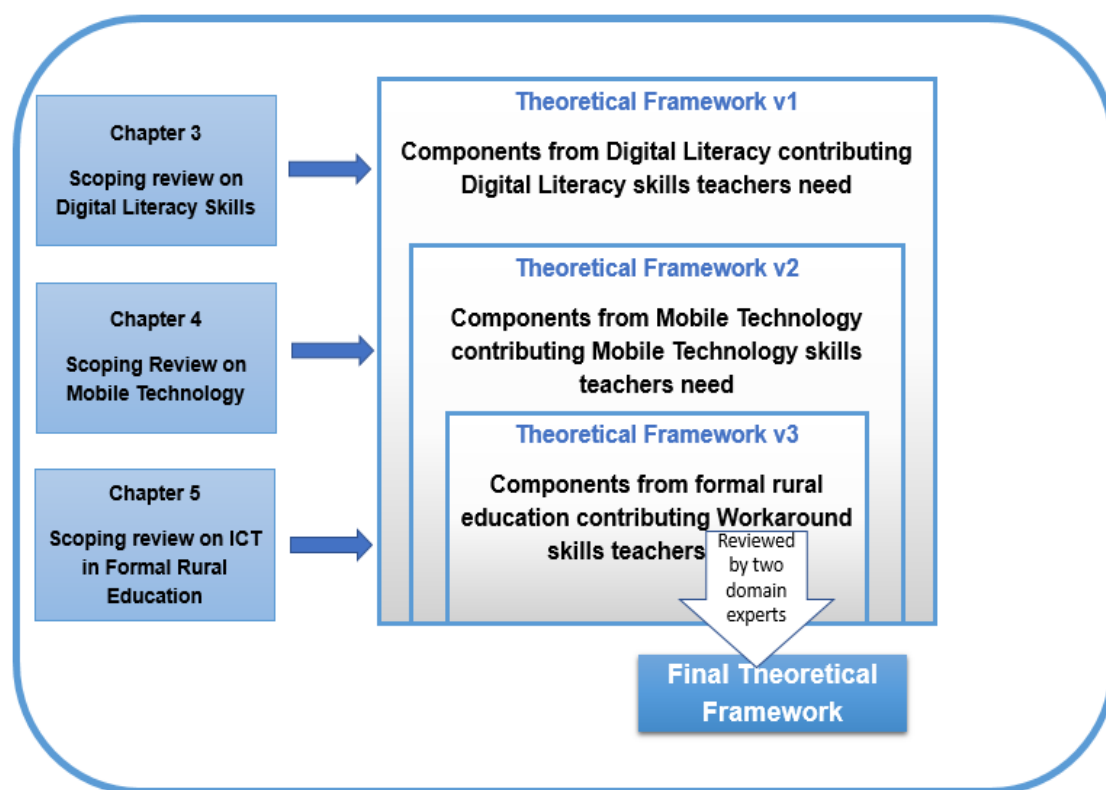 Chapter 3
Scoping review on
Digital Literacy Skills
Theoretical Framework v1
Components from Digital Literacy contributing
Digital Literacy skills teachers need
Chapter 4
Scoping Review on
Mobile Technology
Theoretical Framework v2
Components from Mobile Technology
contributing Mobile Technology skills
teachers need
Chapter 5
Scoping review on ICT
in Formal Rural
Education
Theoretical Framework v3
Components from formal rural
education contributing Workaround
skills teachers
Reviewed
by two
domain
experts
Final Theoretical
Framework